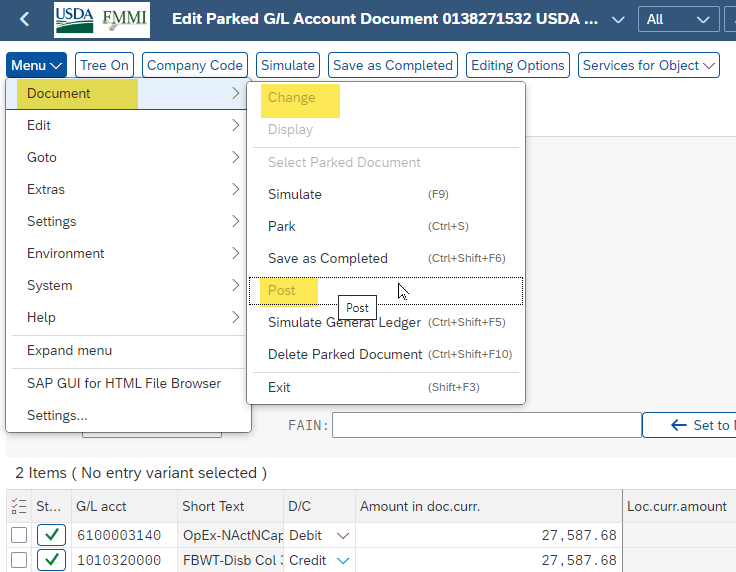 USDA FMMI Edit Parked G/L Account Document 0138271532 USDA ... All
Menu Tree On Company Code Simulate Save as Completed Editing Options Services for Object
Document
Edit
Goto
Extras
Settings
Environment
System
Help
Expand menu
SAP GUI for HTML File Browser
Settings...
Change
Display
Select Parked Document
Simulate (F9)
Park (Ctrl+S)
Save as Completed (Ctrl+Shift+F6)
Post
Post
Simulate General Ledger (Ctrl+Shift+F5)
Delete Parked Document (Ctrl+Shift+F10)
Exit (Shift+F3)
FAIN: Set to
2 Items ( No entry variant selected )
St... G/L acct Short Text D/C Amount in doc.curr. Loc.curr.amount
6100003140 OpEx-NActNCap Debit 27,587.68
1010320000 FBWT-Disb Col Credit 27,587.68